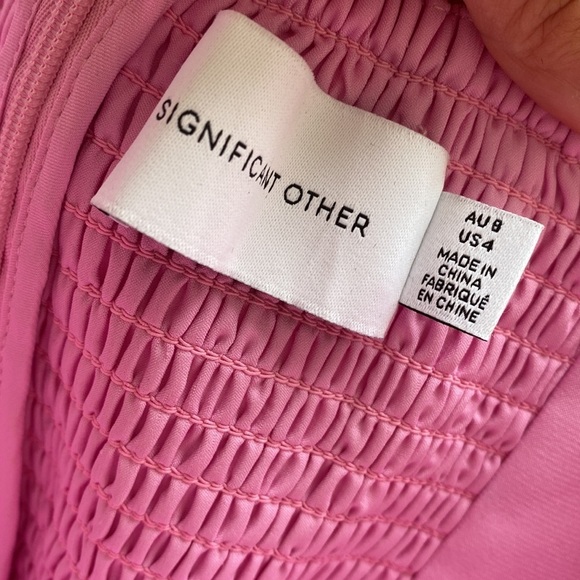 SIGNIFICANT OTHER
AU 8
US 4
MADE IN
CHINA
FABRIQUÉ
EN CHINE